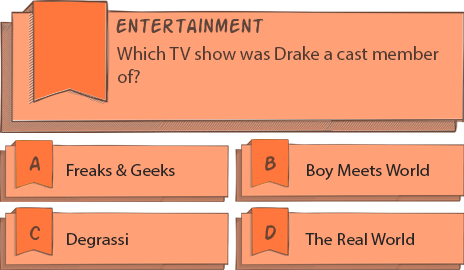 ENTERTAINMENT
Which TV show was Drake a cast member
of?
A Freaks & Geeks
B Boy Meets World
C Degrassi
D The Real World